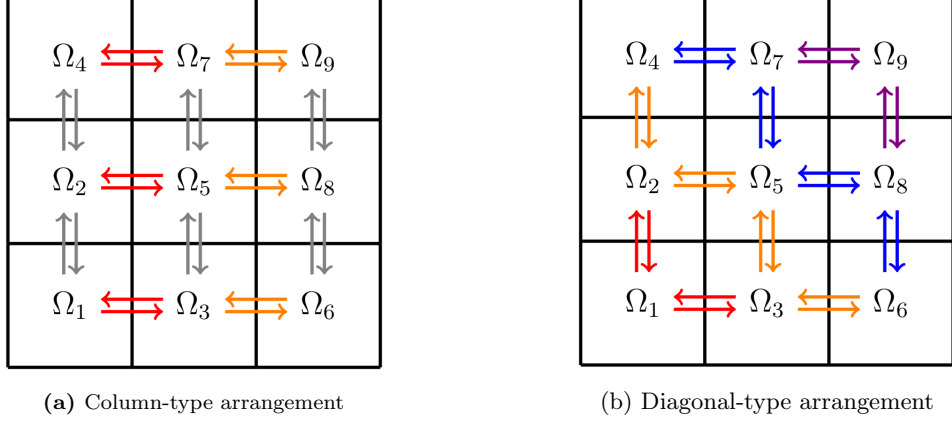 Ω₄ Ω₇ Ω₉
Ω₂ Ω₅ Ω₈
Ω₁ Ω₃ Ω₆
(a) Column-type arrangement
Ω₄ Ω₇ Ω₉
Ω₂ Ω₅ Ω₈
Ω₁ Ω₃ Ω₆
(b) Diagonal-type arrangement